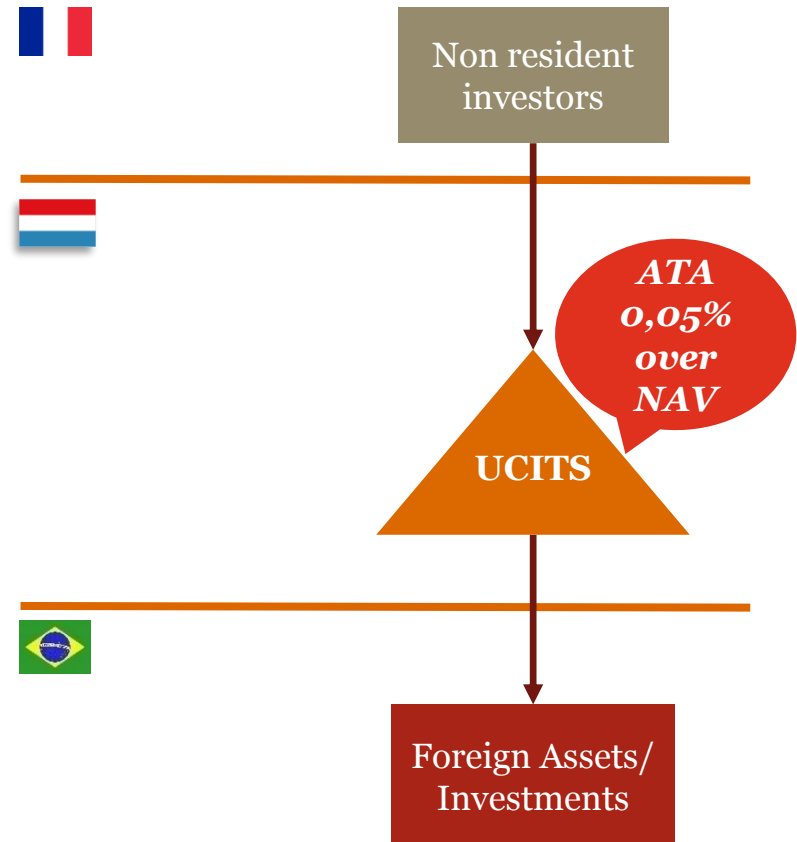 Non resident
investors
ATA
0,05%
over
NAV
UCITS
Foreign Assets/
Investments